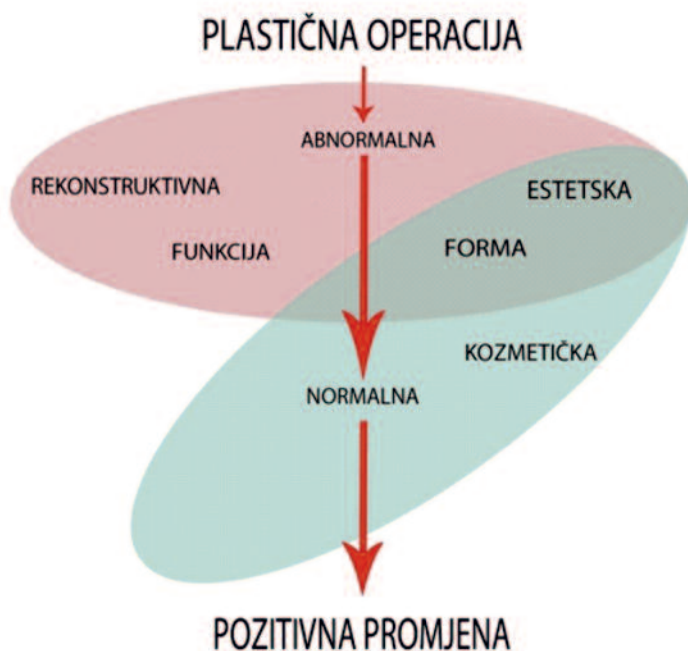 PLASTIČNA OPERACIJA
ABNORMALNA
REKONSTRUKTIVNA
ESTETSKA
FUNKCIJA
FORMA
KOZMETIČKA
NORMALNA
POZITIVNA PROMJENA